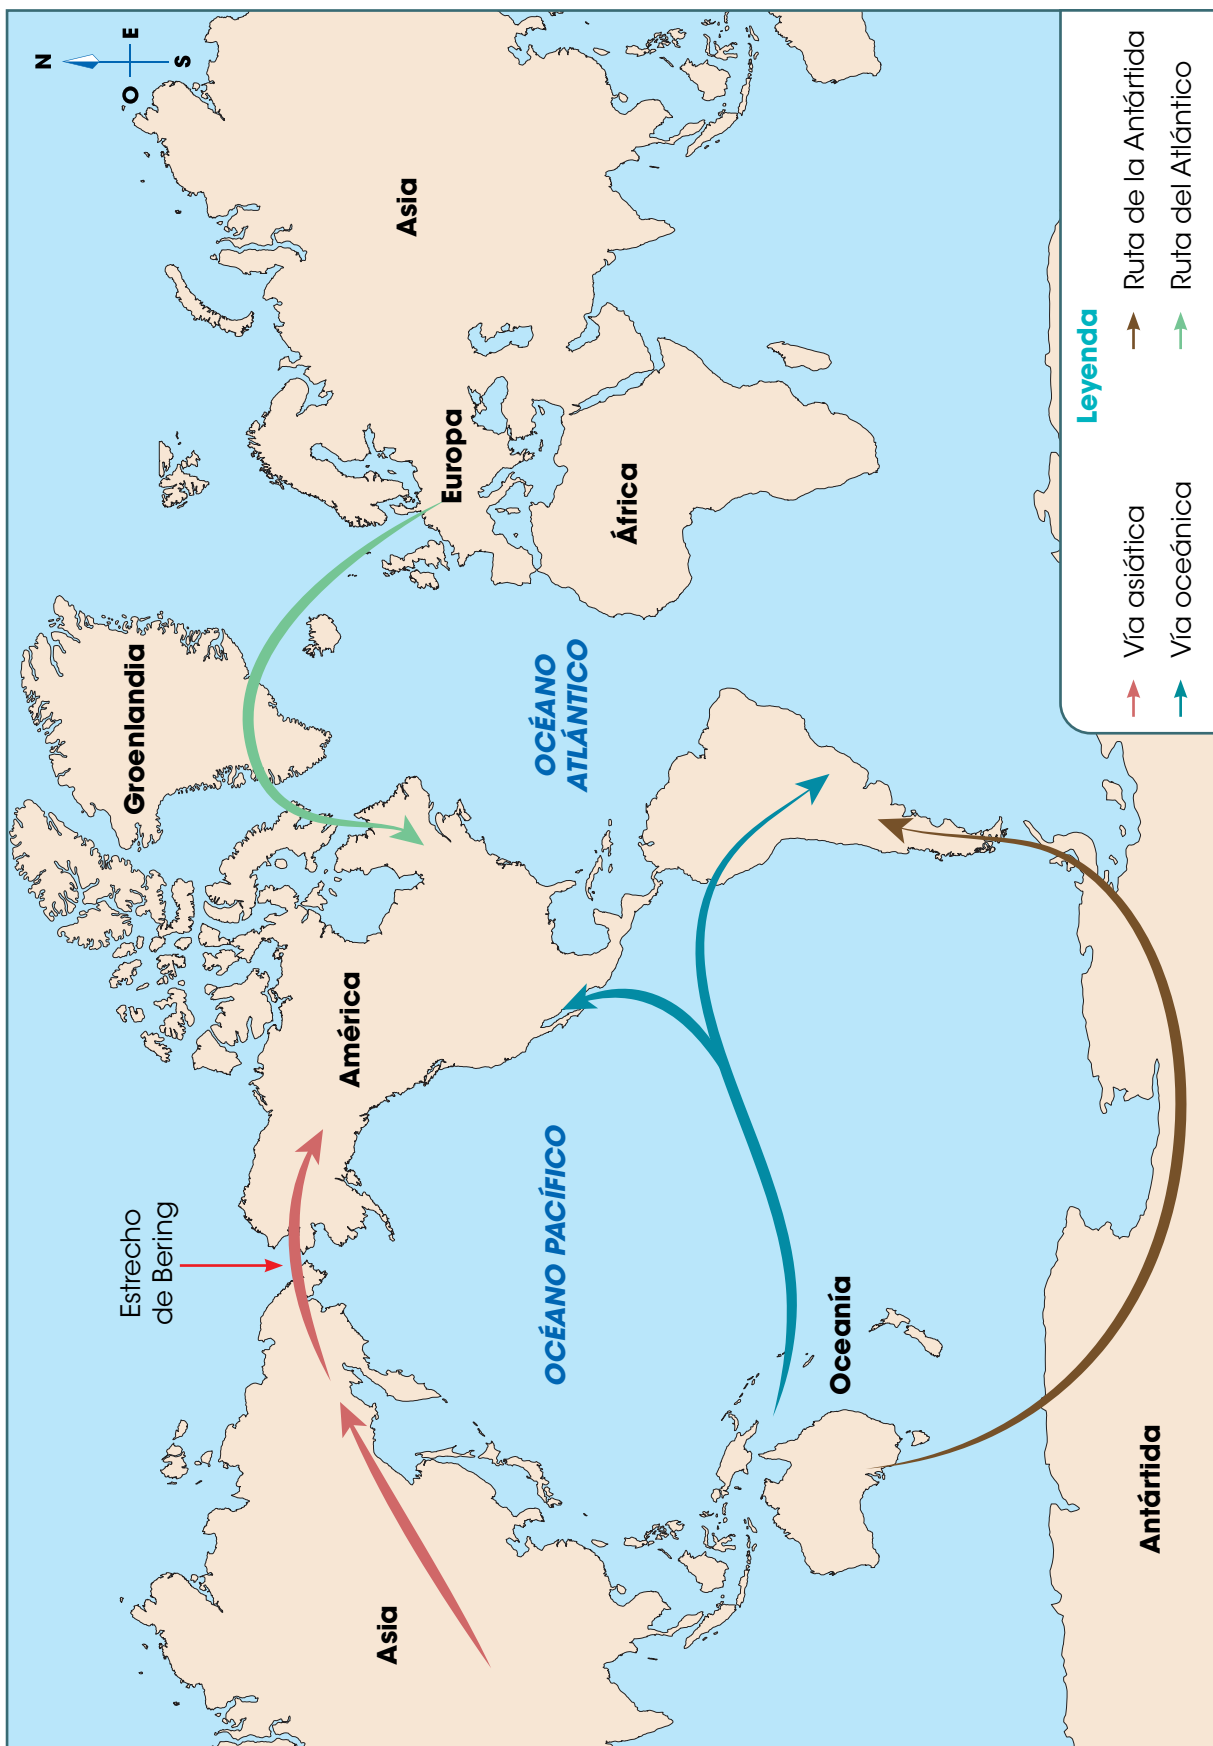 N
O
E
S
Groenlandia
Estrecho
de Bering
América
Asia
Asia
Europa
África
OCÉANO
ATLÁNTICO
OCÉANO PACÍFICO
Oceanía
Antártida
Leyenda
Vía asiática
Ruta de la Antártida
Vía oceánica
Ruta del Atlántico